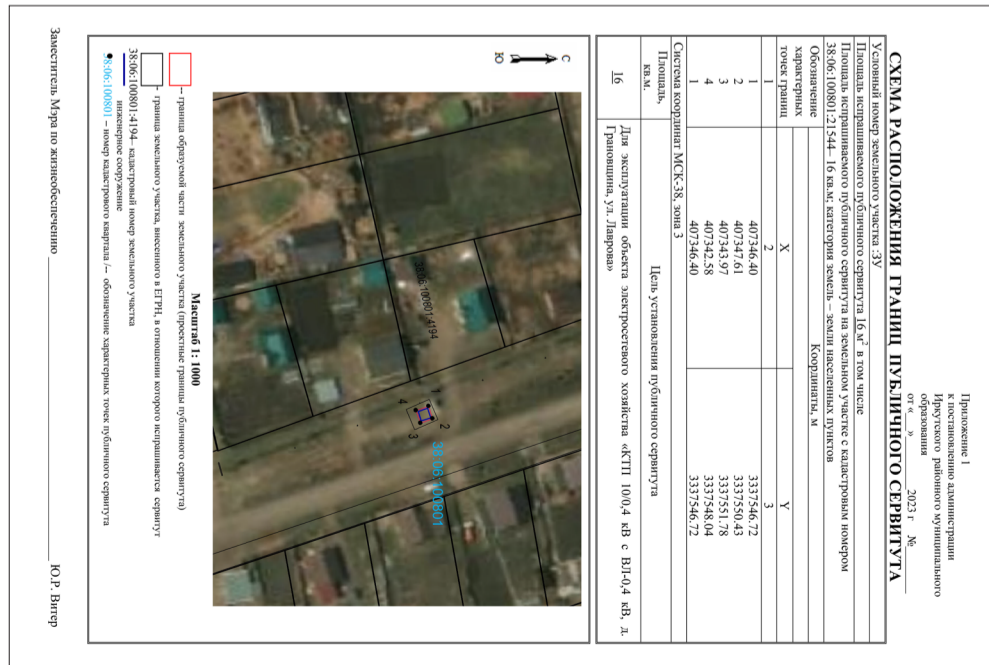 Приложение 1
к постановлению администрации
Иркутского районного муниципального
образования
от «__» ________ 2023 г № ________
СХЕМА РАСПОЛОЖЕНИЯ ГРАНИЦ ПУБЛИЧНОГО СЕРВИТУТА
Условный номер земельного участка :ЗУ
Площадь испрашиваемого публичного сервитута 16 м² в том числе
Площадь испрашиваемого публичного сервитута на земельном участке с кадастровым номером
38:06:100801:21544– 16 кв.м; категория земель – земли населенных пунктов
Обозначение характерных точек границ
Координаты, м
X
Y
1 2 3
1 407346.40 3337546.72
2 407347.61 3337550.43
3 407343.97 3337551.78
4 407342.58 3337548.04
1 407346.40 3337546.72
Система координат МСК-38, зона 3
Площадь, кв.м.
Цель установления публичного сервитута
16
Для эксплуатации объекта электросетевого хозяйства «КТП 10/0,4 кВ с ВЛ-0,4 кВ, д.
Грановщина, ул. Лаврова»
С
Ю
38:06:100801:4194
1
2
3
4
38:06:100801
Масштаб 1: 1000
– граница образуемой части земельного участка (проектные границы публичного сервитута)
- граница земельного участка, внесенного в ЕГРН, в отношении которого испрашивается сервитут
38:06:100801:4194– кадастровый номер земельного участка
инженерное сооружение
38:06:100801 – номер кадастрового квартала /– обозначение характерных точек публичного сервитута
Заместитель Мэра по жизнеобеспечению ________ Ю.Р. Витер